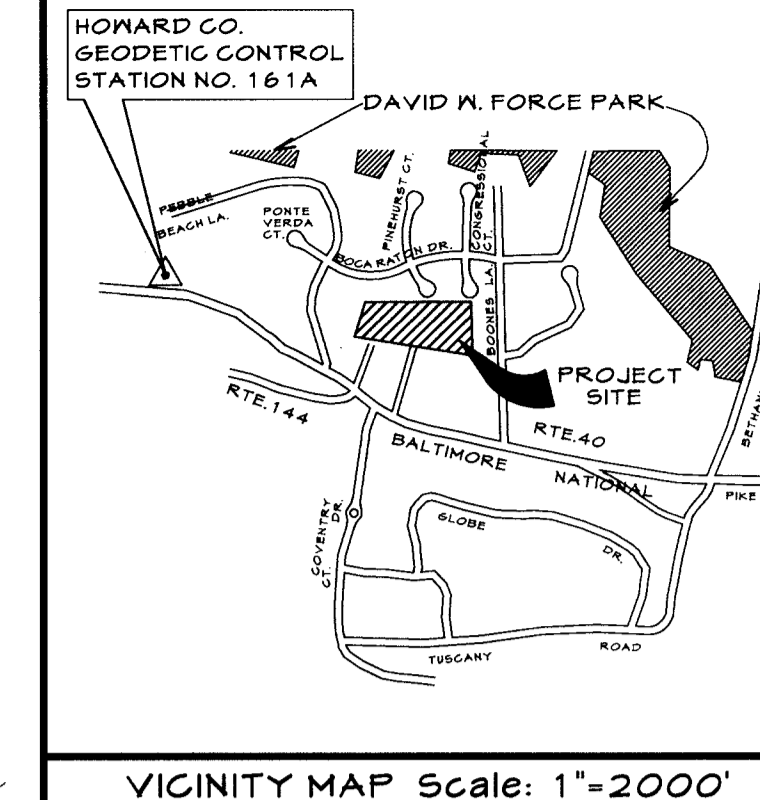 HOWARD CO.
GEODETIC CONTROL
STATION NO. 161A
DAVID W. FORCE PARK
PEBBLE
BEACH LA.
PONTE
VERDA
CT.
PINEHURST CT.
CONGRESSIONAL
CT.
BOCA RATON DR.
BOONES LA.
PROJECT
SITE
RTE. 144
RTE. 40
BALTIMORE
NATIONAL
PIKE
BETHAN
COVENTRY
DR.
CT.
GLOBE
DR.
TUSCANY
ROAD
VICINITY MAP Scale: 1"=2000'